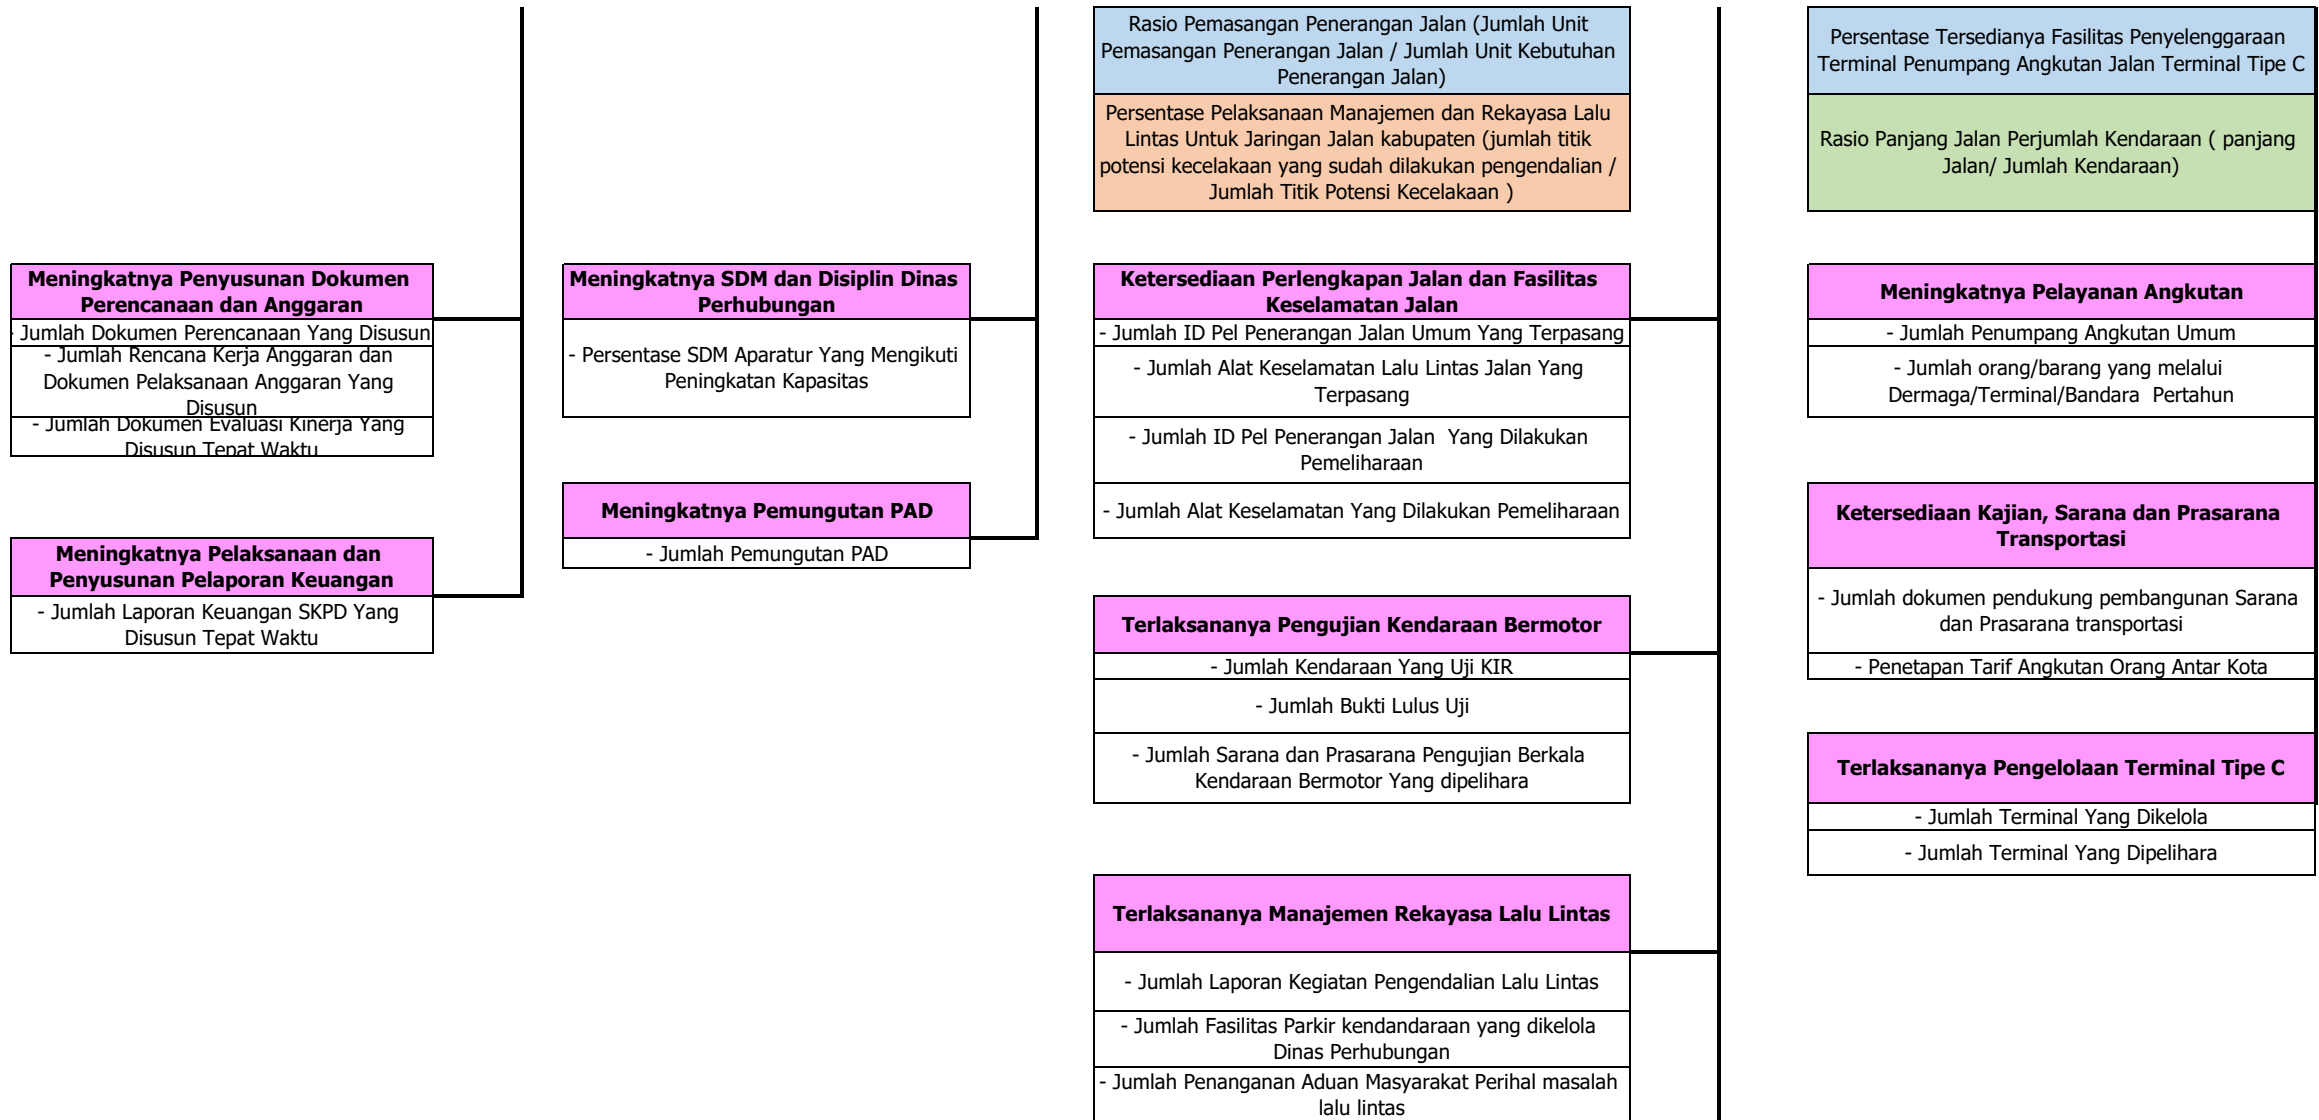 Rasio Pemasangan Penerangan Jalan (Jumlah Unit
Pemasangan Penerangan Jalan / Jumlah Unit Kebutuhan
Penerangan Jalan)
Persentase Pelaksanaan Manajemen dan Rekayasa Lalu
Lintas Untuk Jaringan Jalan kabupaten (jumlah titik
potensi kecelakaan yang sudah dilakukan pengendalian /
Jumlah Titik Potensi Kecelakaan )
Persentase Tersedianya Fasilitas Penyelenggaraan
Terminal Penumpang Angkutan Jalan Terminal Tipe C
Rasio Panjang Jalan Perjumlah Kendaraan ( panjang
Jalan/ Jumlah Kendaraan)
Meningkatnya Penyusunan Dokumen
Perencanaan dan Anggaran
- Jumlah Dokumen Perencanaan Yang Disusun
- Jumlah Rencana Kerja Anggaran dan
Dokumen Pelaksanaan Anggaran Yang
Disusun
- Jumlah Dokumen Evaluasi Kinerja Yang
Disusun Tepat Waktu
Meningkatnya Pelaksanaan dan
Penyusunan Pelaporan Keuangan
- Jumlah Laporan Keuangan SKPD Yang
Disusun Tepat Waktu
Meningkatnya SDM dan Disiplin Dinas
Perhubungan
- Persentase SDM Aparatur Yang Mengikuti
Peningkatan Kapasitas
Meningkatnya Pemungutan PAD
- Jumlah Pemungutan PAD
Ketersediaan Perlengkapan Jalan dan Fasilitas
Keselamatan Jalan
- Jumlah ID Pel Penerangan Jalan Umum Yang Terpasang
- Jumlah Alat Keselamatan Lalu Lintas Jalan Yang
Terpasang
- Jumlah ID Pel Penerangan Jalan  Yang Dilakukan
Pemeliharaan
- Jumlah Alat Keselamatan Yang Dilakukan Pemeliharaan
Terlaksananya Pengujian Kendaraan Bermotor
- Jumlah Kendaraan Yang Uji KIR
- Jumlah Bukti Lulus Uji
- Jumlah Sarana dan Prasarana Pengujian Berkala
Kendaraan Bermotor Yang dipelihara
Terlaksananya Manajemen Rekayasa Lalu Lintas
- Jumlah Laporan Kegiatan Pengendalian Lalu Lintas
- Jumlah Fasilitas Parkir kendandaraan yang dikelola
Dinas Perhubungan
- Jumlah Penanganan Aduan Masyarakat Perihal masalah
lalu lintas
Meningkatnya Pelayanan Angkutan
- Jumlah Penumpang Angkutan Umum
- Jumlah orang/barang yang melalui
Dermaga/Terminal/Bandara  Pertahun
Ketersediaan Kajian, Sarana dan Prasarana
Transportasi
- Jumlah dokumen pendukung pembangunan Sarana
dan Prasarana transportasi
- Penetapan Tarif Angkutan Orang Antar Kota
Terlaksananya Pengelolaan Terminal Tipe C
- Jumlah Terminal Yang Dikelola
- Jumlah Terminal Yang Dipelihara